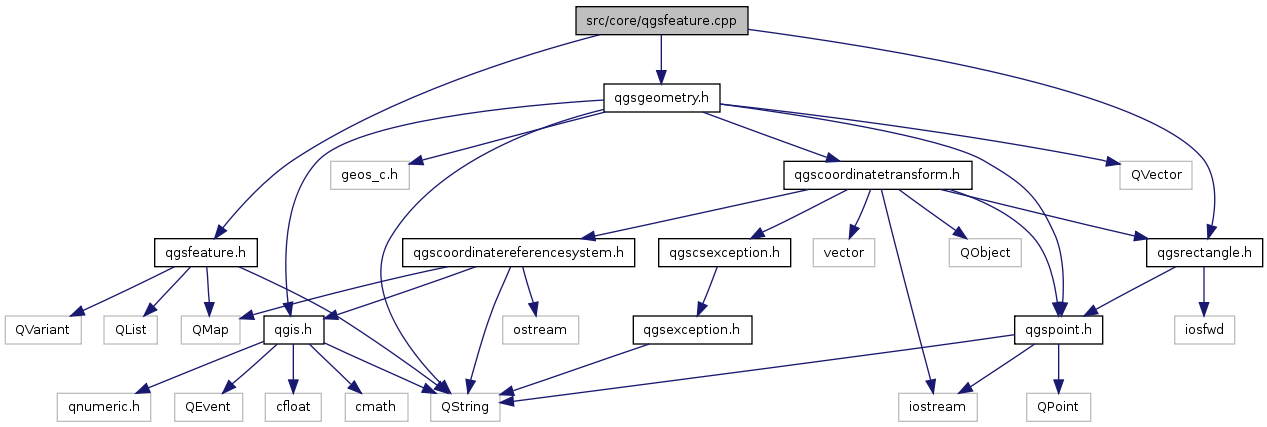 src/core/qgsfeature.cpp
qgsgeometry.h
geos_c.h
qgscoordinatetransform.h
QVector
qgsfeature.h
qgscoordinatereferencesystem.h
qgscsexception.h
vector
QObject
qgsrectangle.h
QVariant
QList
QMap
qgis.h
ostream
qgsexception.h
qgspoint.h
iosfwd
qnumeric.h
QEvent
cfloat
cmath
QString
iostream
QPoint